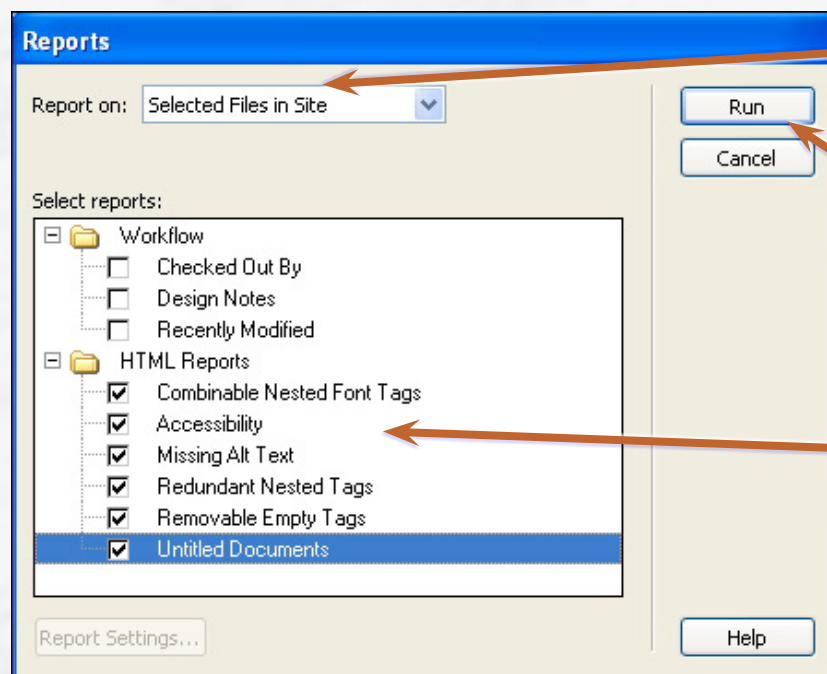 Reports
Report on: Selected Files in Site
Run
Cancel
Select reports:
Workflow
Checked Out By
Design Notes
Recently Modified
HTML Reports
Combinable Nested Font Tags
Accessibility
Missing Alt Text
Redundant Nested Tags
Removable Empty Tags
Untitled Documents
Report Settings...
Help